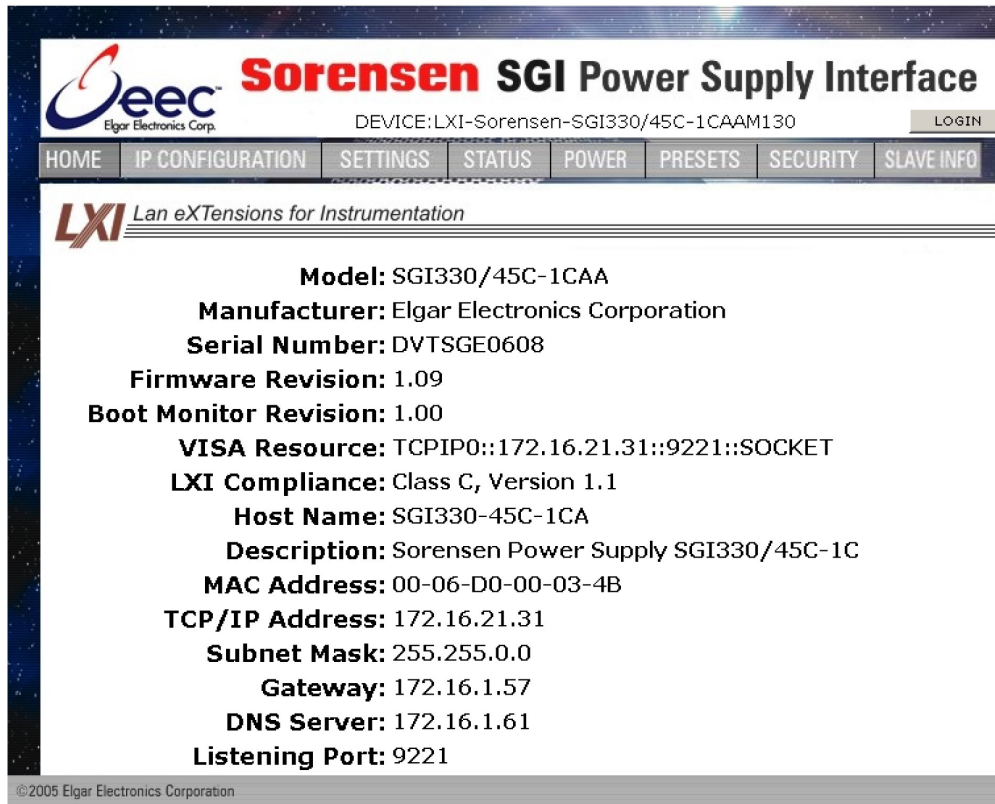 eec™ Sorensen SGI Power Supply Interface
Elgar Electronics Corp.
DEVICE:LXI-Sorensen-SGI330/45C-1CAAM130
LOGIN
HOME IP CONFIGURATION SETTINGS STATUS POWER PRESETS SECURITY SLAVE INFO
LXI Lan eXTensions for Instrumentation
Model: SGI330/45C-1CAA
Manufacturer: Elgar Electronics Corporation
Serial Number: DVTSGE0608
Firmware Revision: 1.09
Boot Monitor Revision: 1.00
VISA Resource: TCPIP0::172.16.21.31::9221::SOCKET
LXI Compliance: Class C, Version 1.1
Host Name: SGI330-45C-1CA
Description: Sorensen Power Supply SGI330/45C-1C
MAC Address: 00-06-D0-00-03-4B
TCP/IP Address: 172.16.21.31
Subnet Mask: 255.255.0.0
Gateway: 172.16.1.57
DNS Server: 172.16.1.61
Listening Port: 9221
©2005 Elgar Electronics Corporation